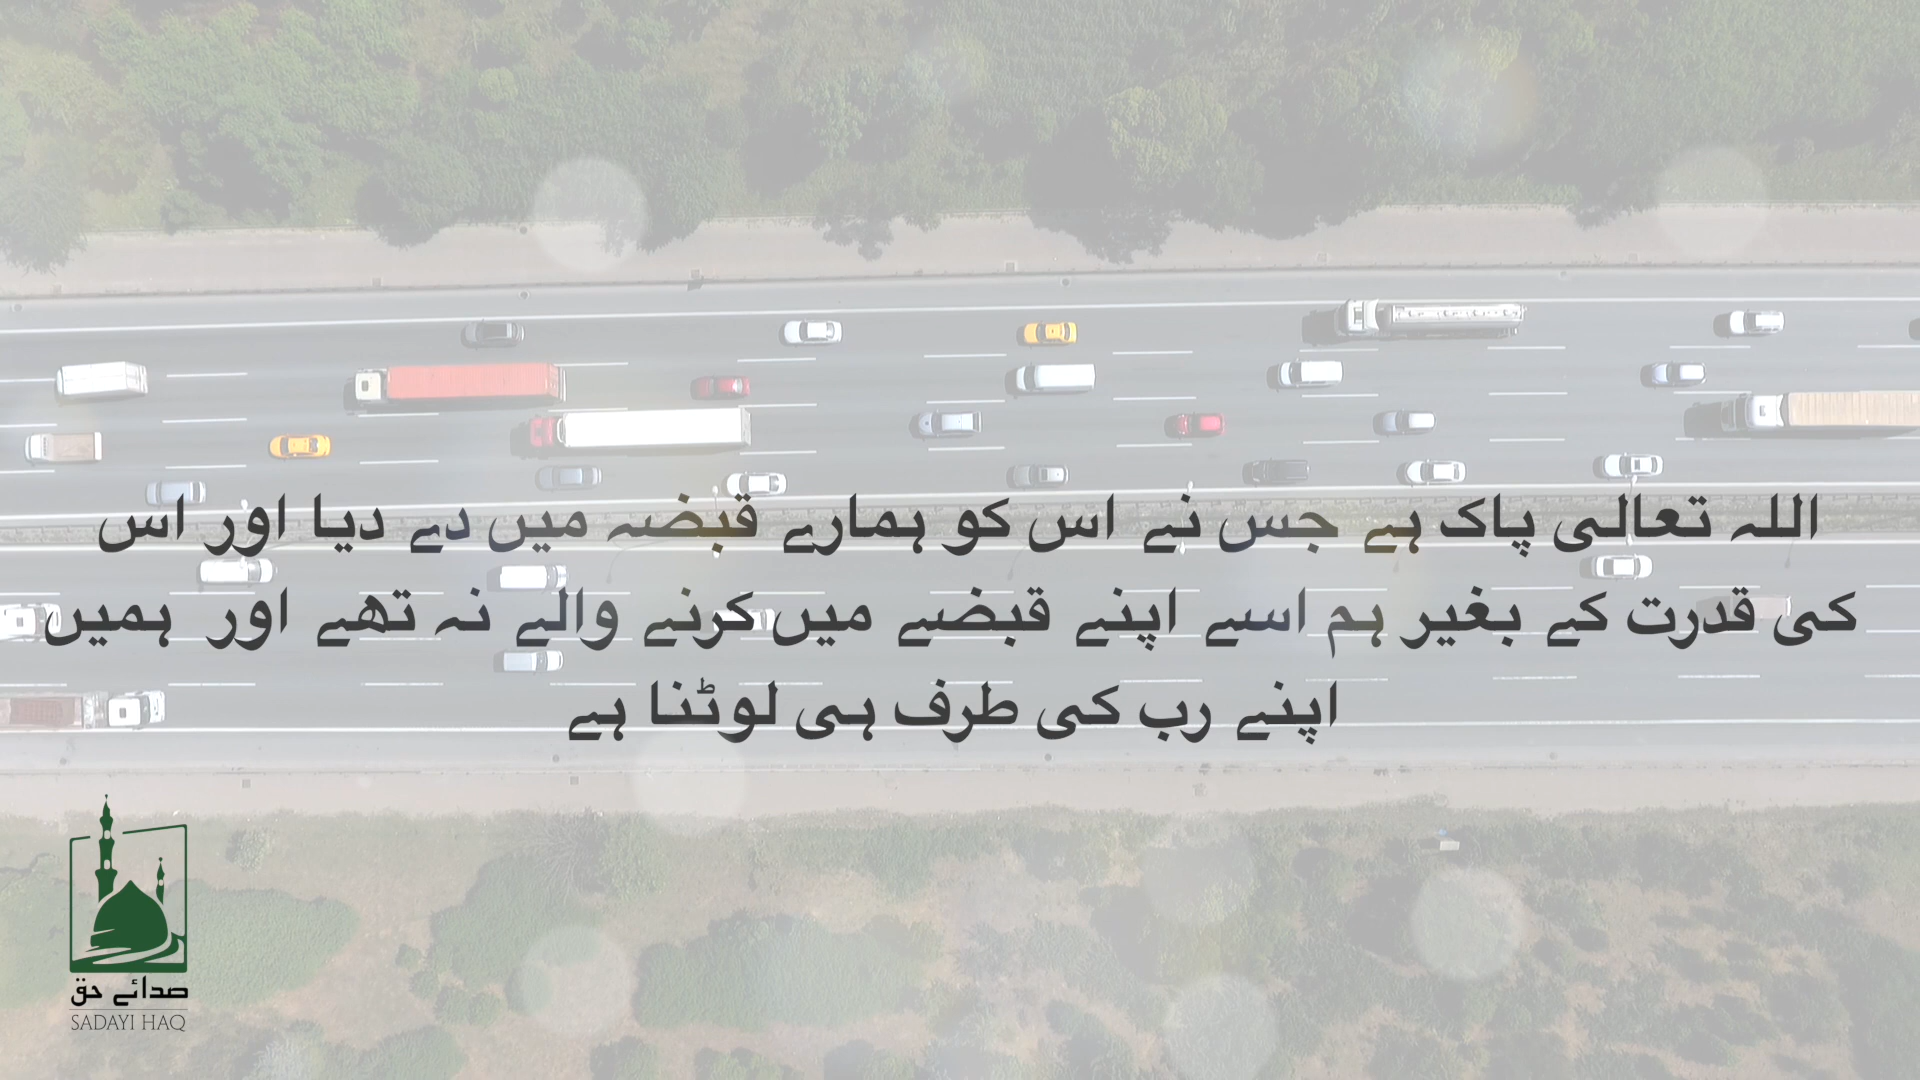 اللہ تعالی پاک ہے جس نے اس کو ہمارے قبضہ میں دے دیا اور اس
کی قدرت کے بغیر ہم اسے اپنے قبضے میں کرنے والے نہ تھے اور ہمیں
اپنے رب کی طرف ہی لوٹنا ہے
صدائے حق
SADAYI HAQ